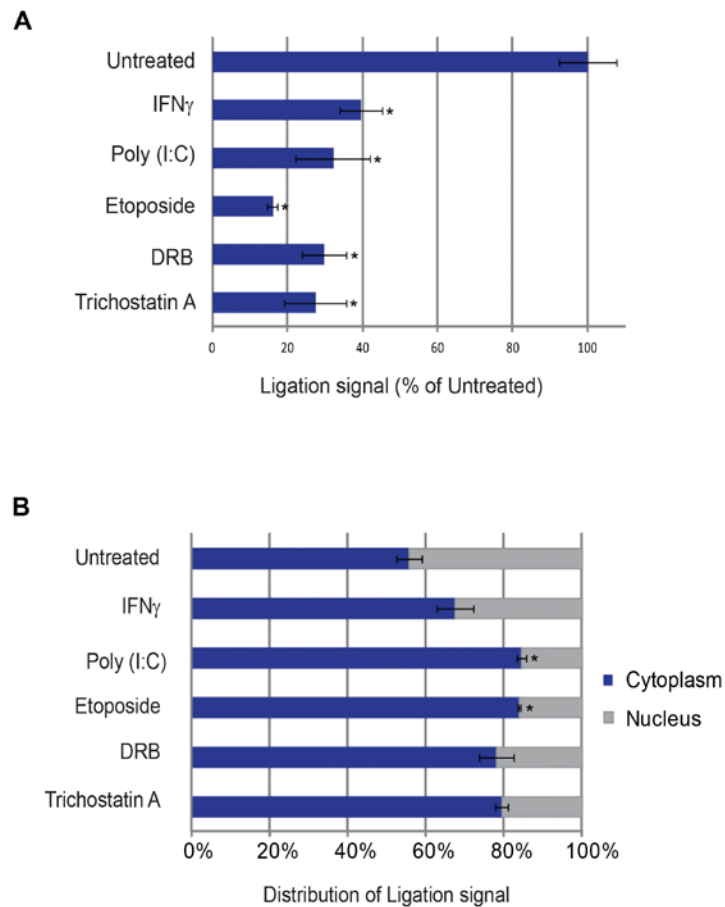 A
Untreated
IFNγ
*
Poly (I:C)
*
Etoposide
*
DRB
*
Trichostatin A
*
0 20 40 60 80 100
Ligation signal (% of Untreated)
B
Untreated
IFNγ
Poly (I:C)
*
Cytoplasm
Etoposide
*
Nucleus
DRB
Trichostatin A
0% 20% 40% 60% 80% 100%
Distribution of Ligation signal